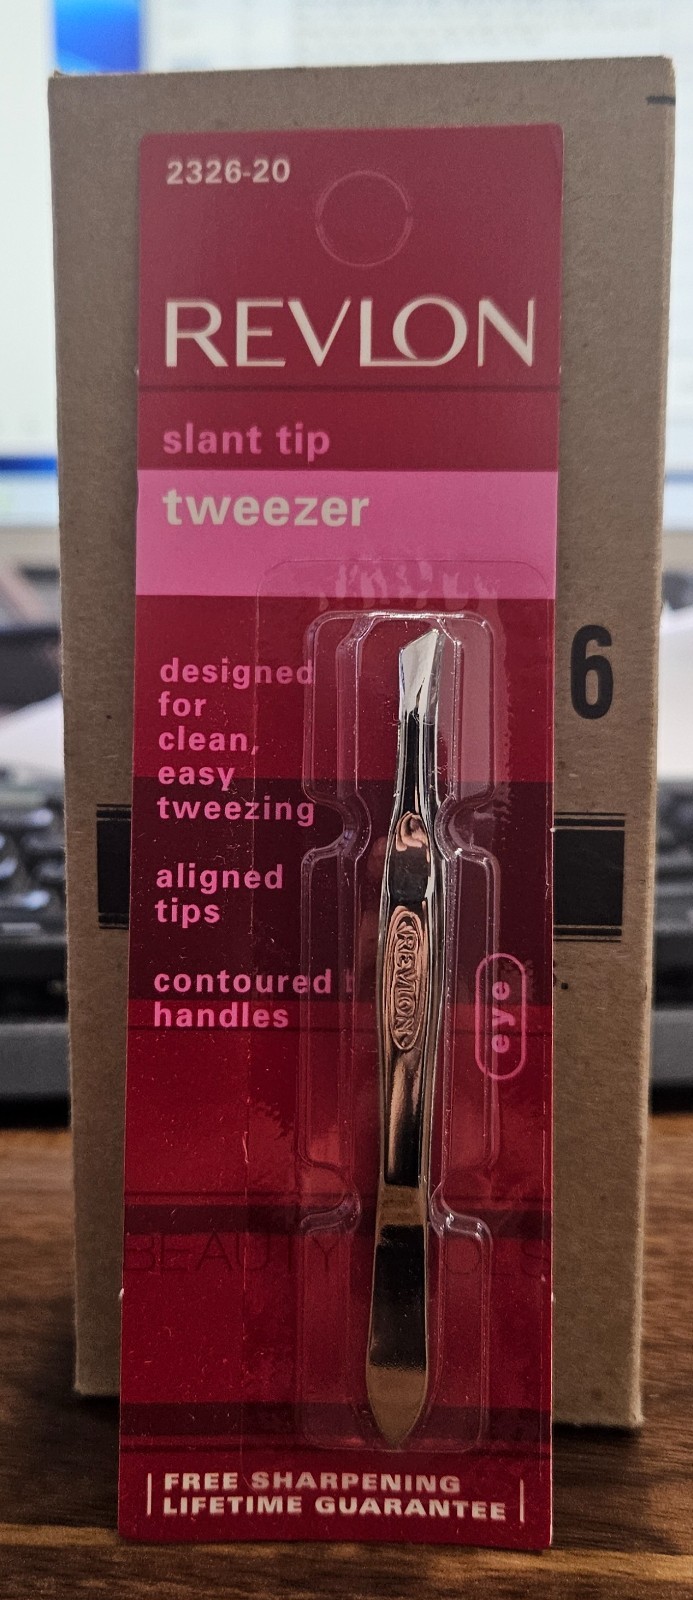 2326-20
REVLON
slant tip
tweezer
designed
for
clean,
easy
tweezing
aligned
tips
contoured
handles
REVLON
eye
6
BEAUTY
FREE SHARPENING
LIFETIME GUARANTEE